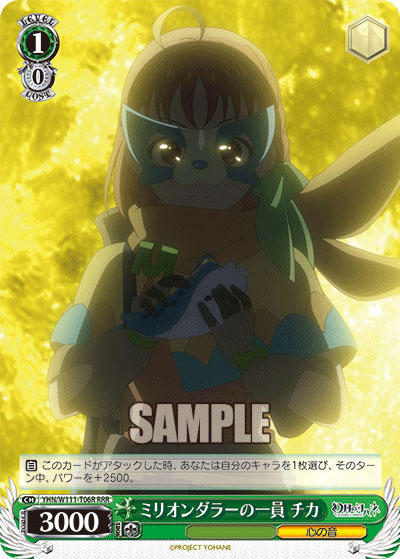 LEVEL
1
0
COST
SAMPLE
自 このカードがアタックした時、あなたは自分のキャラを1枚選び、そのターン
中、パワーを+2500。
CH YHN/W111-T06R RRR
ミリオンダラーの一員 チカ
3000
心の音
©PROJECT YOHANE